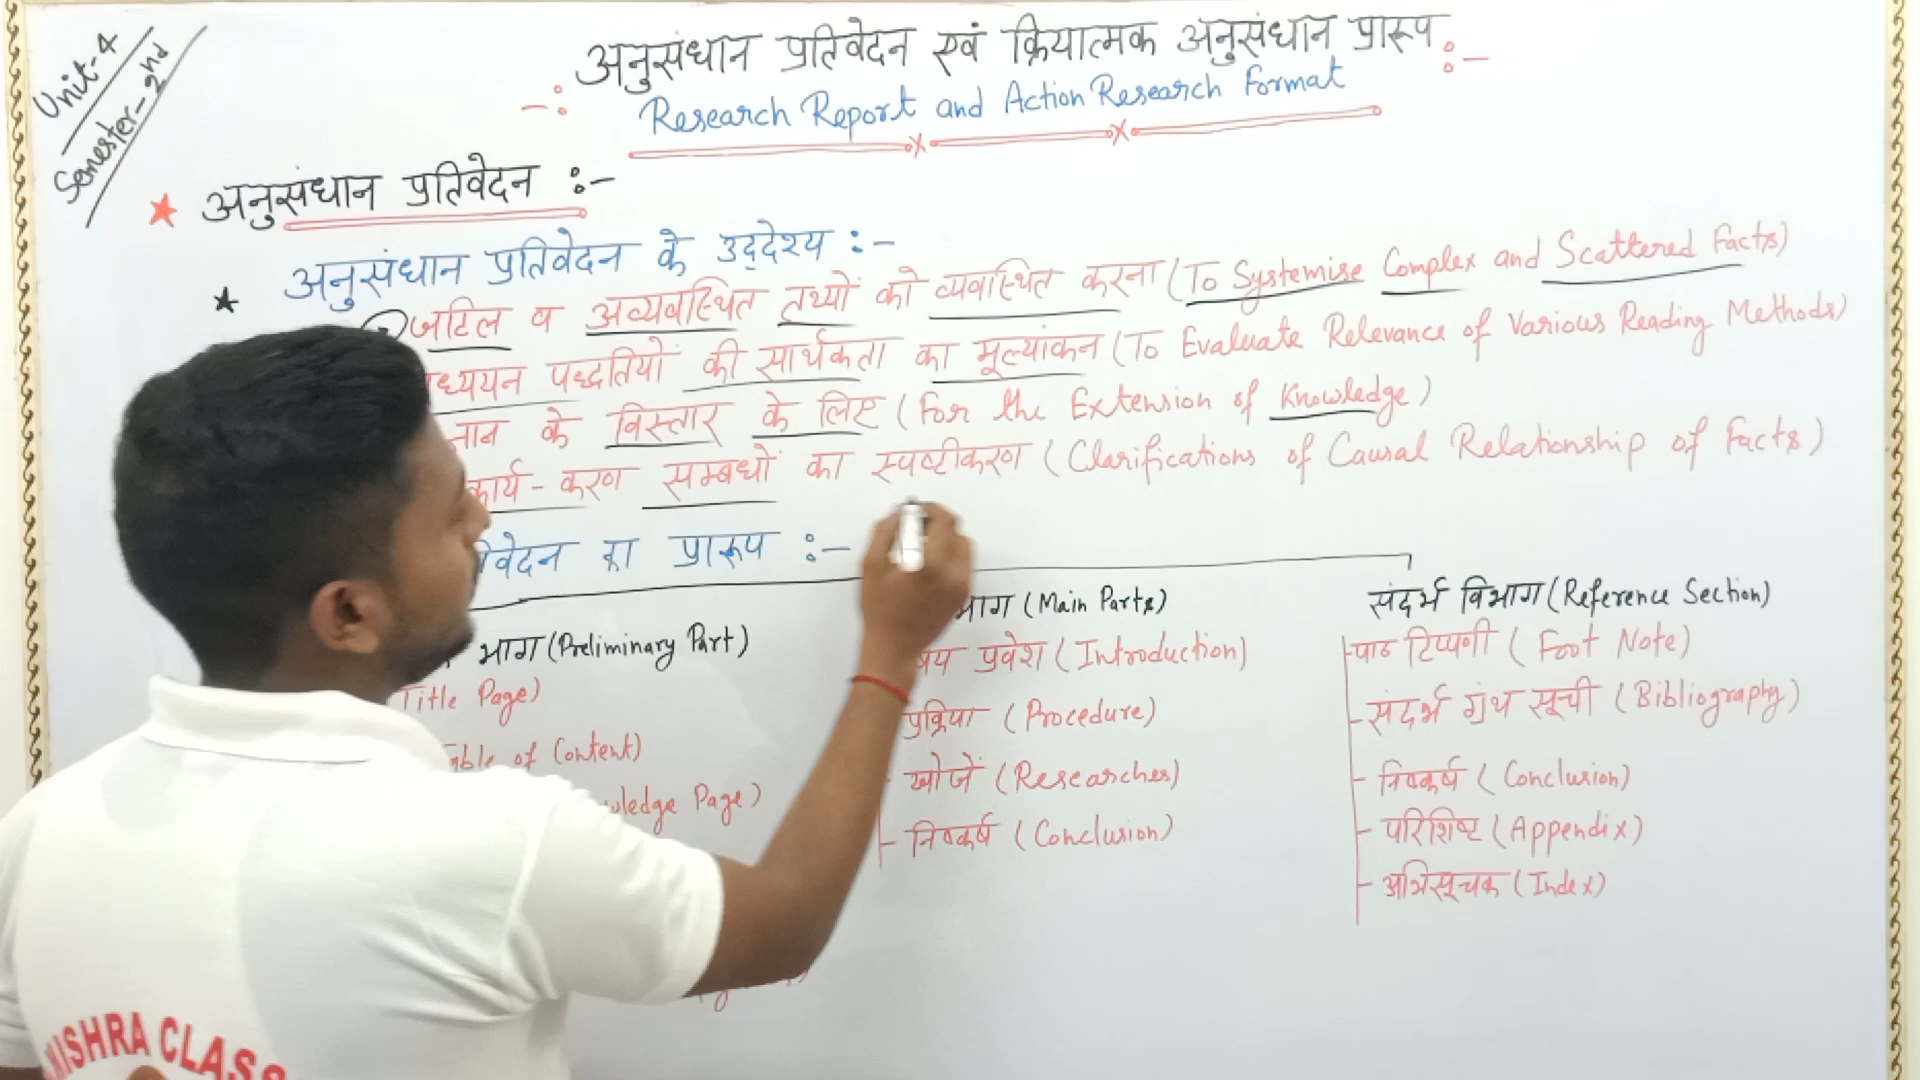 Unit-4
Semester-2nd
-: अनुसंधान प्रतिवेदन एवं क्रियात्मक अनुसंधान प्रारूप :-
Research Report and Action Research Format
★ अनुसंधान प्रतिवेदन :-
★ अनुसंधान प्रतिवेदन के उद्देश्य :-
जटिल व अव्यवस्थित तथ्यों को व्यवस्थित करना (To Systemise Complex and Scattered Facts)
ध्ययन पद्धतियों की सार्थकता का मूल्यांकन (To Evaluate Relevance of Various Reading Methods)
के विस्तार के लिए (For the Extension of Knowledge)
कार्य-करण सम्बधों का स्पष्टीकरण (Clarifications of Causal Relationship of Facts)
वेदन का प्रारूप :-
भाग (Preliminary Part)
Title Page)
able of Content)
ledge Page)
भाग (Main Parts)
प्रवेश (Introduction)
प्रक्रिया (Procedure)
खोजें (Researches)
निष्कर्ष (Conclusion)
संदर्भ विभाग (Reference Section)
पाठ टिप्पणी (Foot Note)
संदर्भ ग्रंथ सूची (Bibliography)
निष्कर्ष (Conclusion)
परिशिष्ट (Appendix)
अभिसूचक (Index)
MISHRA CLASS